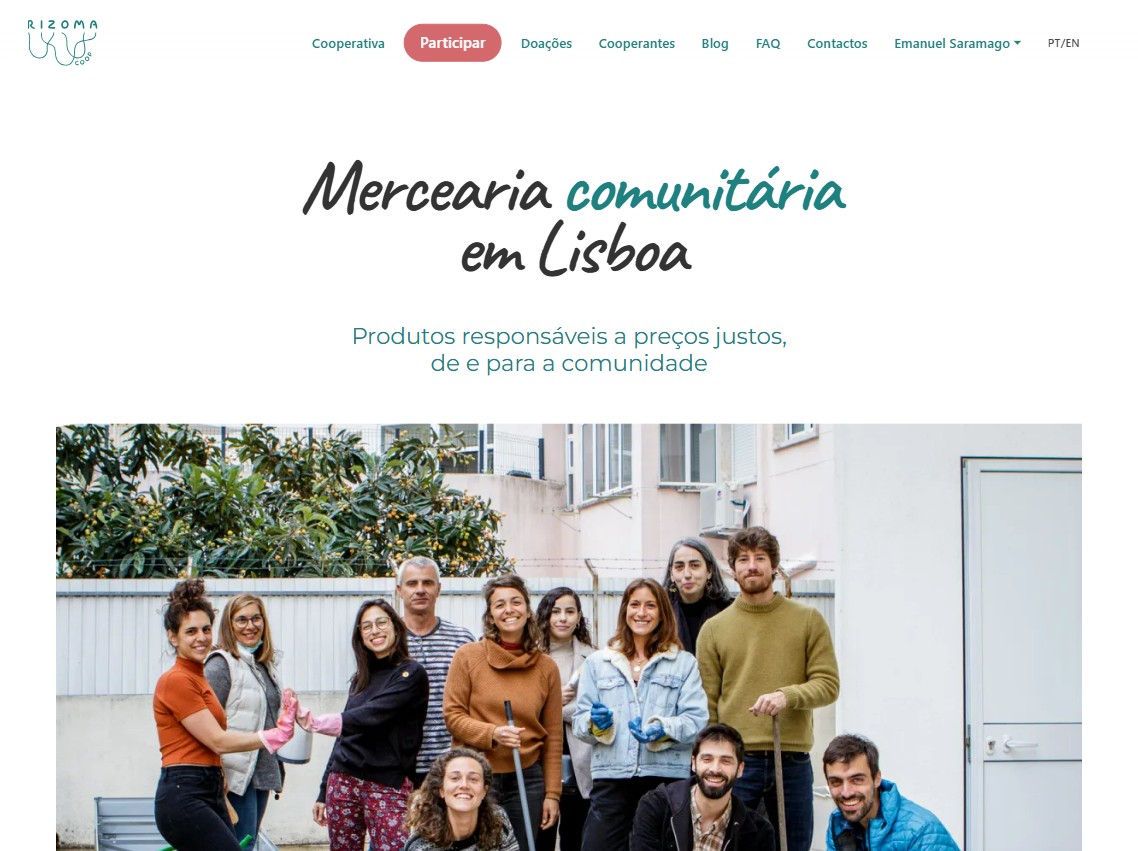 RIZOMA
COOP
Cooperativa Participar Doações Cooperantes Blog FAQ Contactos Emanuel Saramago PT/EN
Mercearia comunitária
em Lisboa
Produtos responsáveis a preços justos,
de e para a comunidade